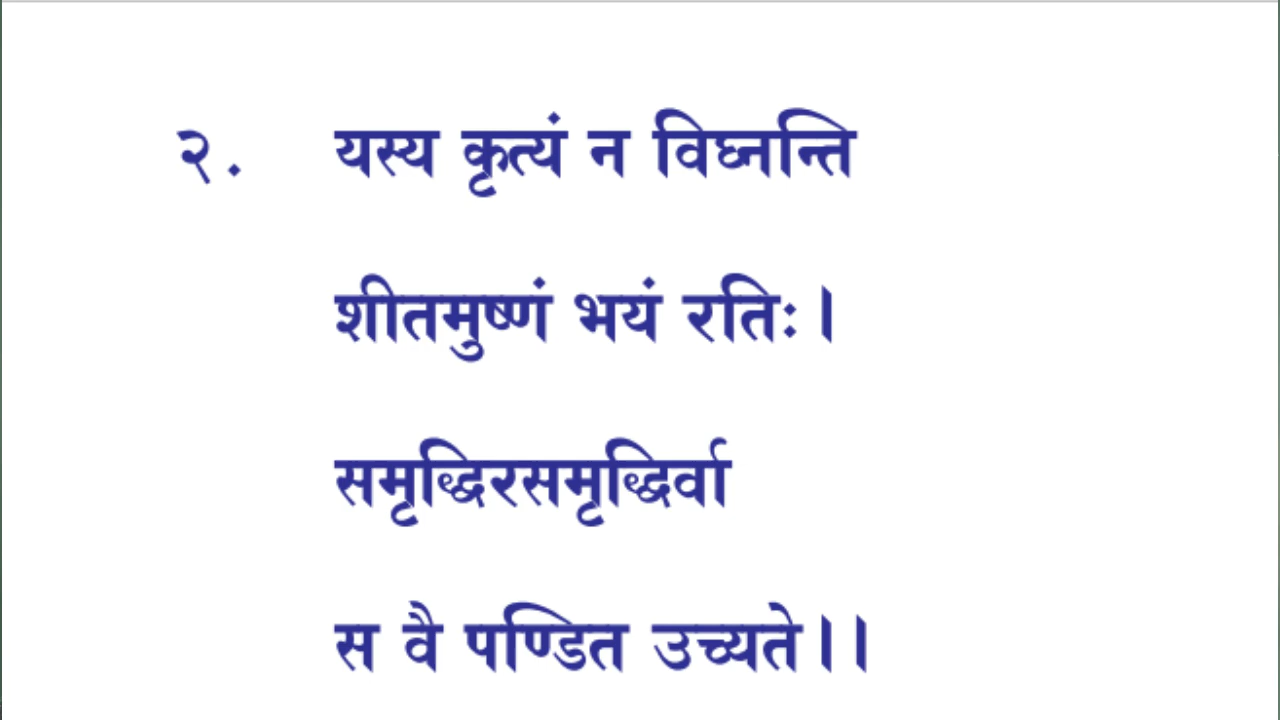 २. यस्य कृत्यं न विघ्नन्ति
शीतमुष्णं भयं रतिः।
समृद्धिरसमृद्धिर्वा
स वै पण्डित उच्यते।।